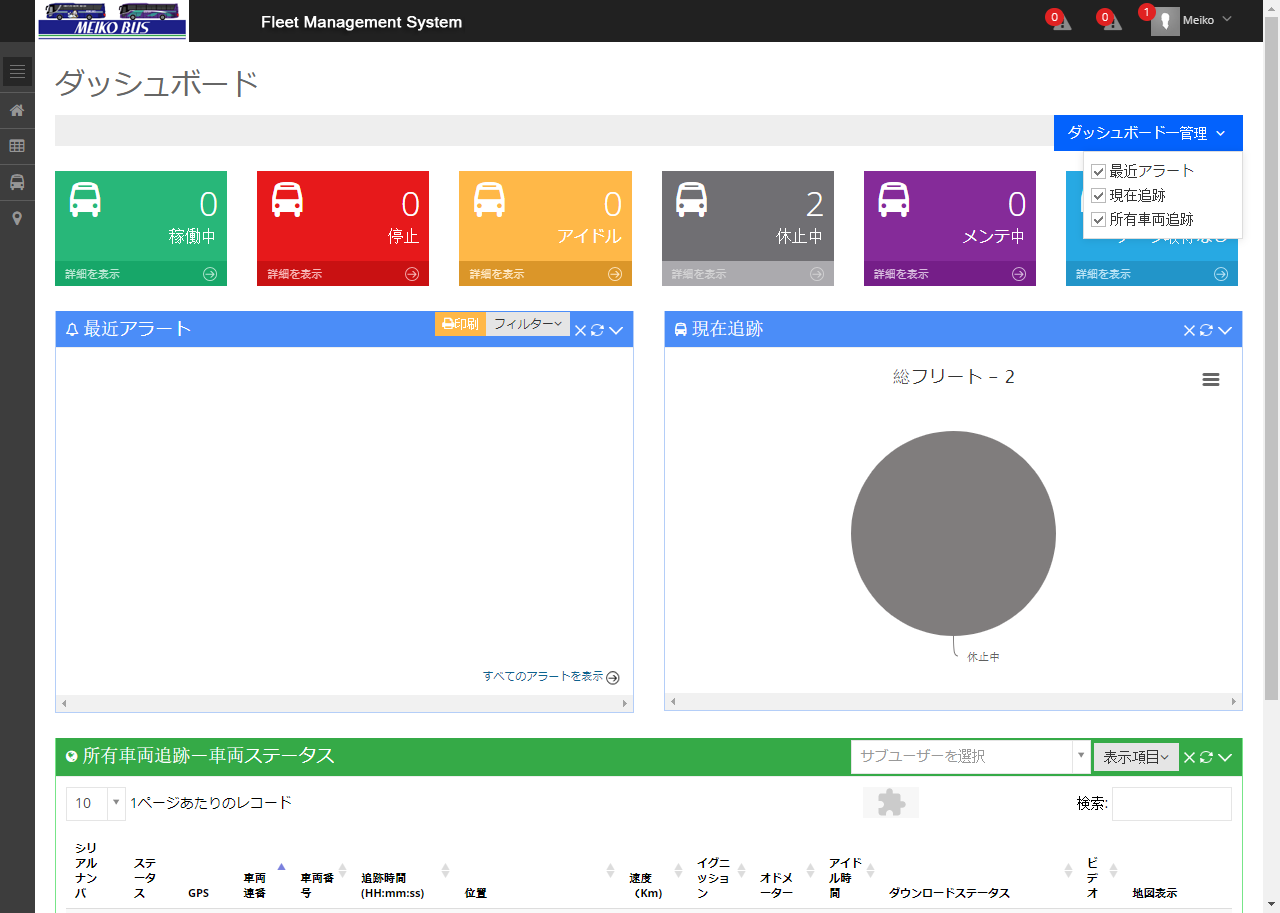 MEIKO BUS
Fleet Management System
0
0
1
Meiko
ダッシュボード
ダッシュボードー管理
最近アラート
現在追跡
所有車両追跡
0
稼働中
詳細を表示
0
停止
詳細を表示
0
アイドル
詳細を表示
2
休止中
詳細を表示
0
メンテ中
詳細を表示
詳細を表示
最近アラート
印刷
フィルター
すべてのアラートを表示
現在追跡
総フリート – 2
休止中
所有車両追跡ー車両ステータス
サブユーザーを選択
表示項目
10
1ページあたりのレコード
検索:
シリアルナンバ
ステータス
GPS
車両連番
車両番号
追跡時間 (HH:mm:ss)
位置
速度（Km)
イグニッション
オドメーター
アイドル時間
ダウンロードステータス
ビデオ
地図表示